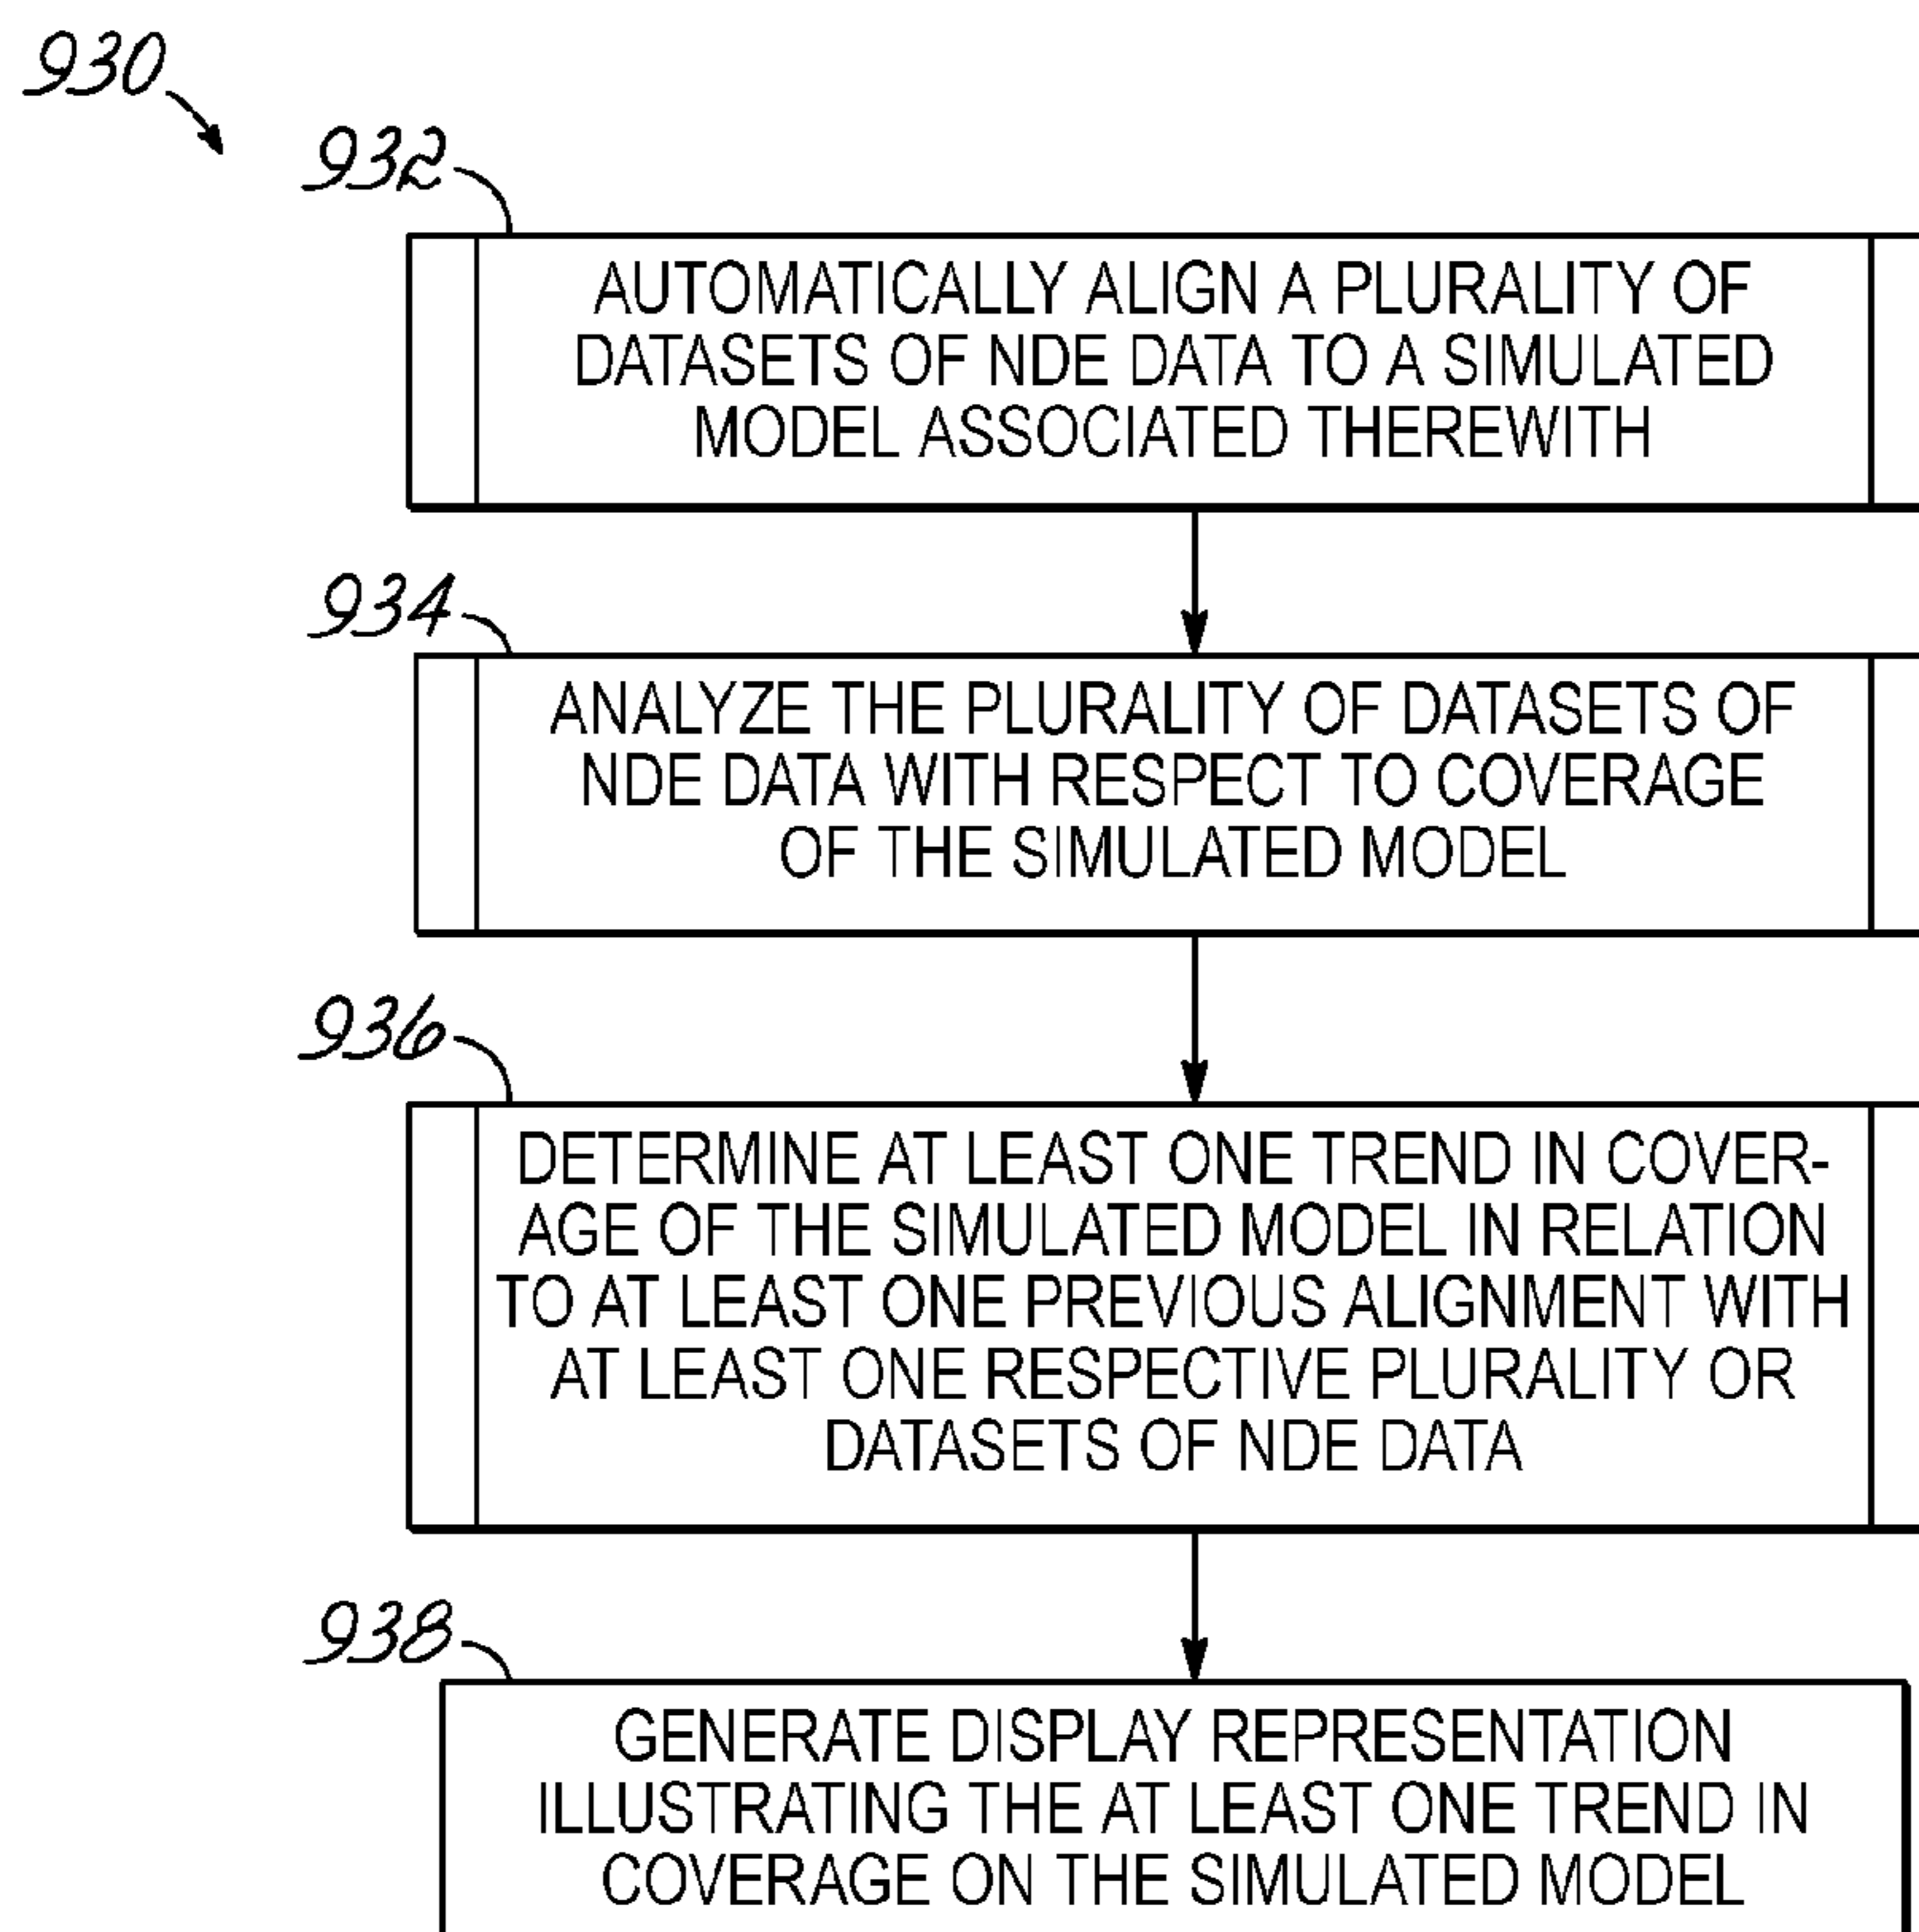 930
932
AUTOMATICALLY ALIGN A PLURALITY OF
DATASETS OF NDE DATA TO A SIMULATED
MODEL ASSOCIATED THEREWITH
934
ANALYZE THE PLURALITY OF DATASETS OF
NDE DATA WITH RESPECT TO COVERAGE
OF THE SIMULATED MODEL
936
DETERMINE AT LEAST ONE TREND IN COVER-
AGE OF THE SIMULATED MODEL IN RELATION
TO AT LEAST ONE PREVIOUS ALIGNMENT WITH
AT LEAST ONE RESPECTIVE PLURALITY OR
DATASETS OF NDE DATA
938
GENERATE DISPLAY REPRESENTATION
ILLUSTRATING THE AT LEAST ONE TREND IN
COVERAGE ON THE SIMULATED MODEL